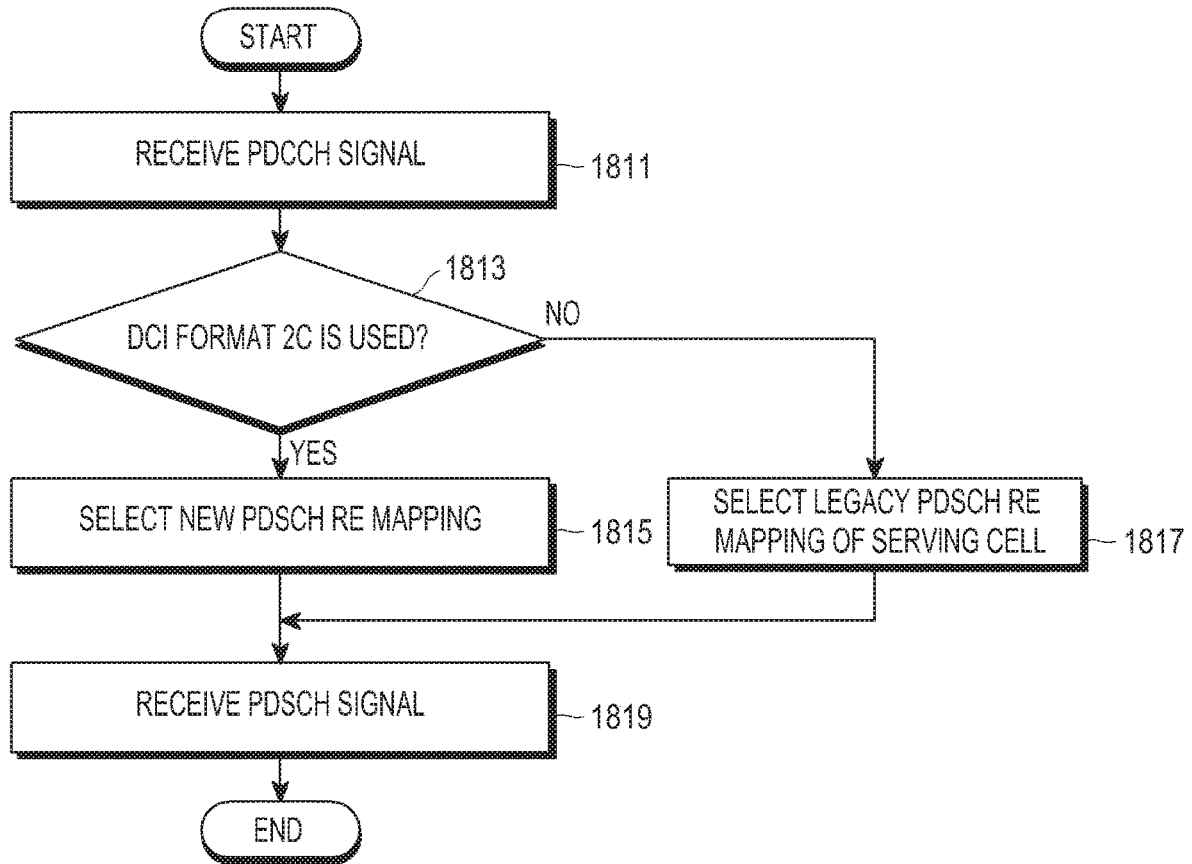 START
RECEIVE PDCCH SIGNAL
1811
1813
DCI FORMAT 2C IS USED?
NO
YES
SELECT NEW PDSCH RE MAPPING
1815
SELECT LEGACY PDSCH RE
MAPPING OF SERVING CELL
1817
RECEIVE PDSCH SIGNAL
1819
END